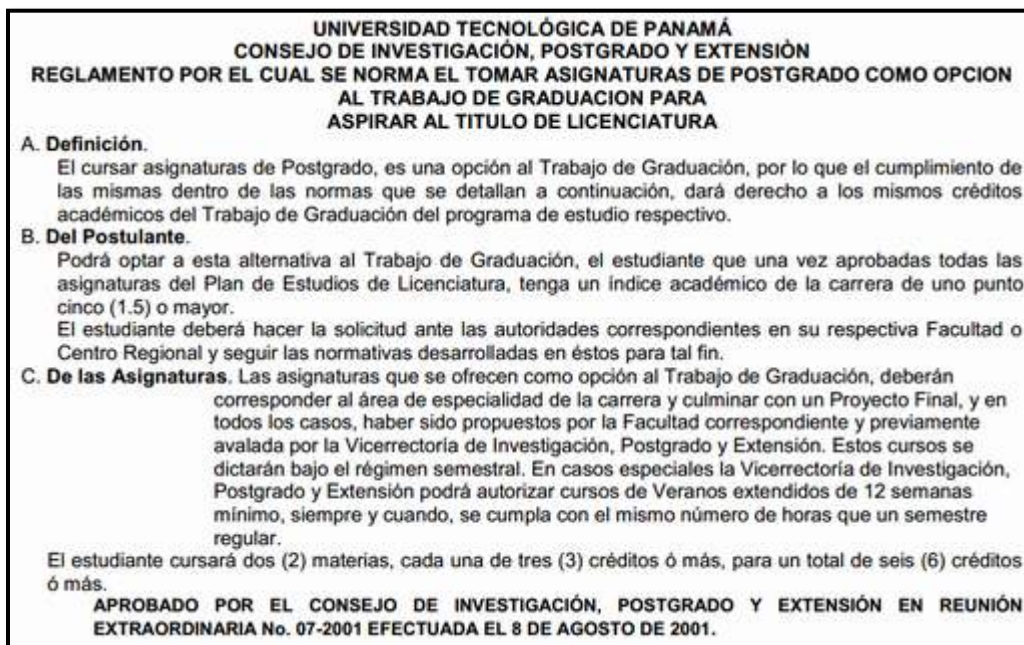 UNIVERSIDAD TECNOLÓGICA DE PANAMÁ
CONSEJO DE INVESTIGACIÓN, POSTGRADO Y EXTENSIÒN
REGLAMENTO POR EL CUAL SE NORMA EL TOMAR ASIGNATURAS DE POSTGRADO COMO OPCION
AL TRABAJO DE GRADUACION PARA
ASPIRAR AL TITULO DE LICENCIATURA
A. Definición.
El cursar asignaturas de Postgrado, es una opción al Trabajo de Graduación, por lo que el cumplimiento de
las mismas dentro de las normas que se detallan a continuación, dará derecho a los mismos créditos
académicos del Trabajo de Graduación del programa de estudio respectivo.
B. Del Postulante.
Podrá optar a esta alternativa al Trabajo de Graduación, el estudiante que una vez aprobadas todas las
asignaturas del Plan de Estudios de Licenciatura, tenga un índice académico de la carrera de uno punto
cinco (1.5) o mayor.
El estudiante deberá hacer la solicitud ante las autoridades correspondientes en su respectiva Facultad o
Centro Regional y seguir las normativas desarrolladas en éstos para tal fin.
C. De las Asignaturas. Las asignaturas que se ofrecen como opción al Trabajo de Graduación, deberán
corresponder al área de especialidad de la carrera y culminar con un Proyecto Final, y en
todos los casos, haber sido propuestos por la Facultad correspondiente y previamente
avalada por la Vicerrectoría de Investigación, Postgrado y Extensión. Estos cursos se
dictarán bajo el régimen semestral. En casos especiales la Vicerrectoría de Investigación,
Postgrado y Extensión podrá autorizar cursos de Veranos extendidos de 12 semanas
mínimo, siempre y cuando, se cumpla con el mismo número de horas que un semestre
regular.
El estudiante cursará dos (2) materias, cada una de tres (3) créditos ó más, para un total de seis (6) créditos
ó más.
APROBADO POR EL CONSEJO DE INVESTIGACIÓN, POSTGRADO Y EXTENSIÓN EN REUNIÓN
EXTRAORDINARIA No. 07-2001 EFECTUADA EL 8 DE AGOSTO DE 2001.